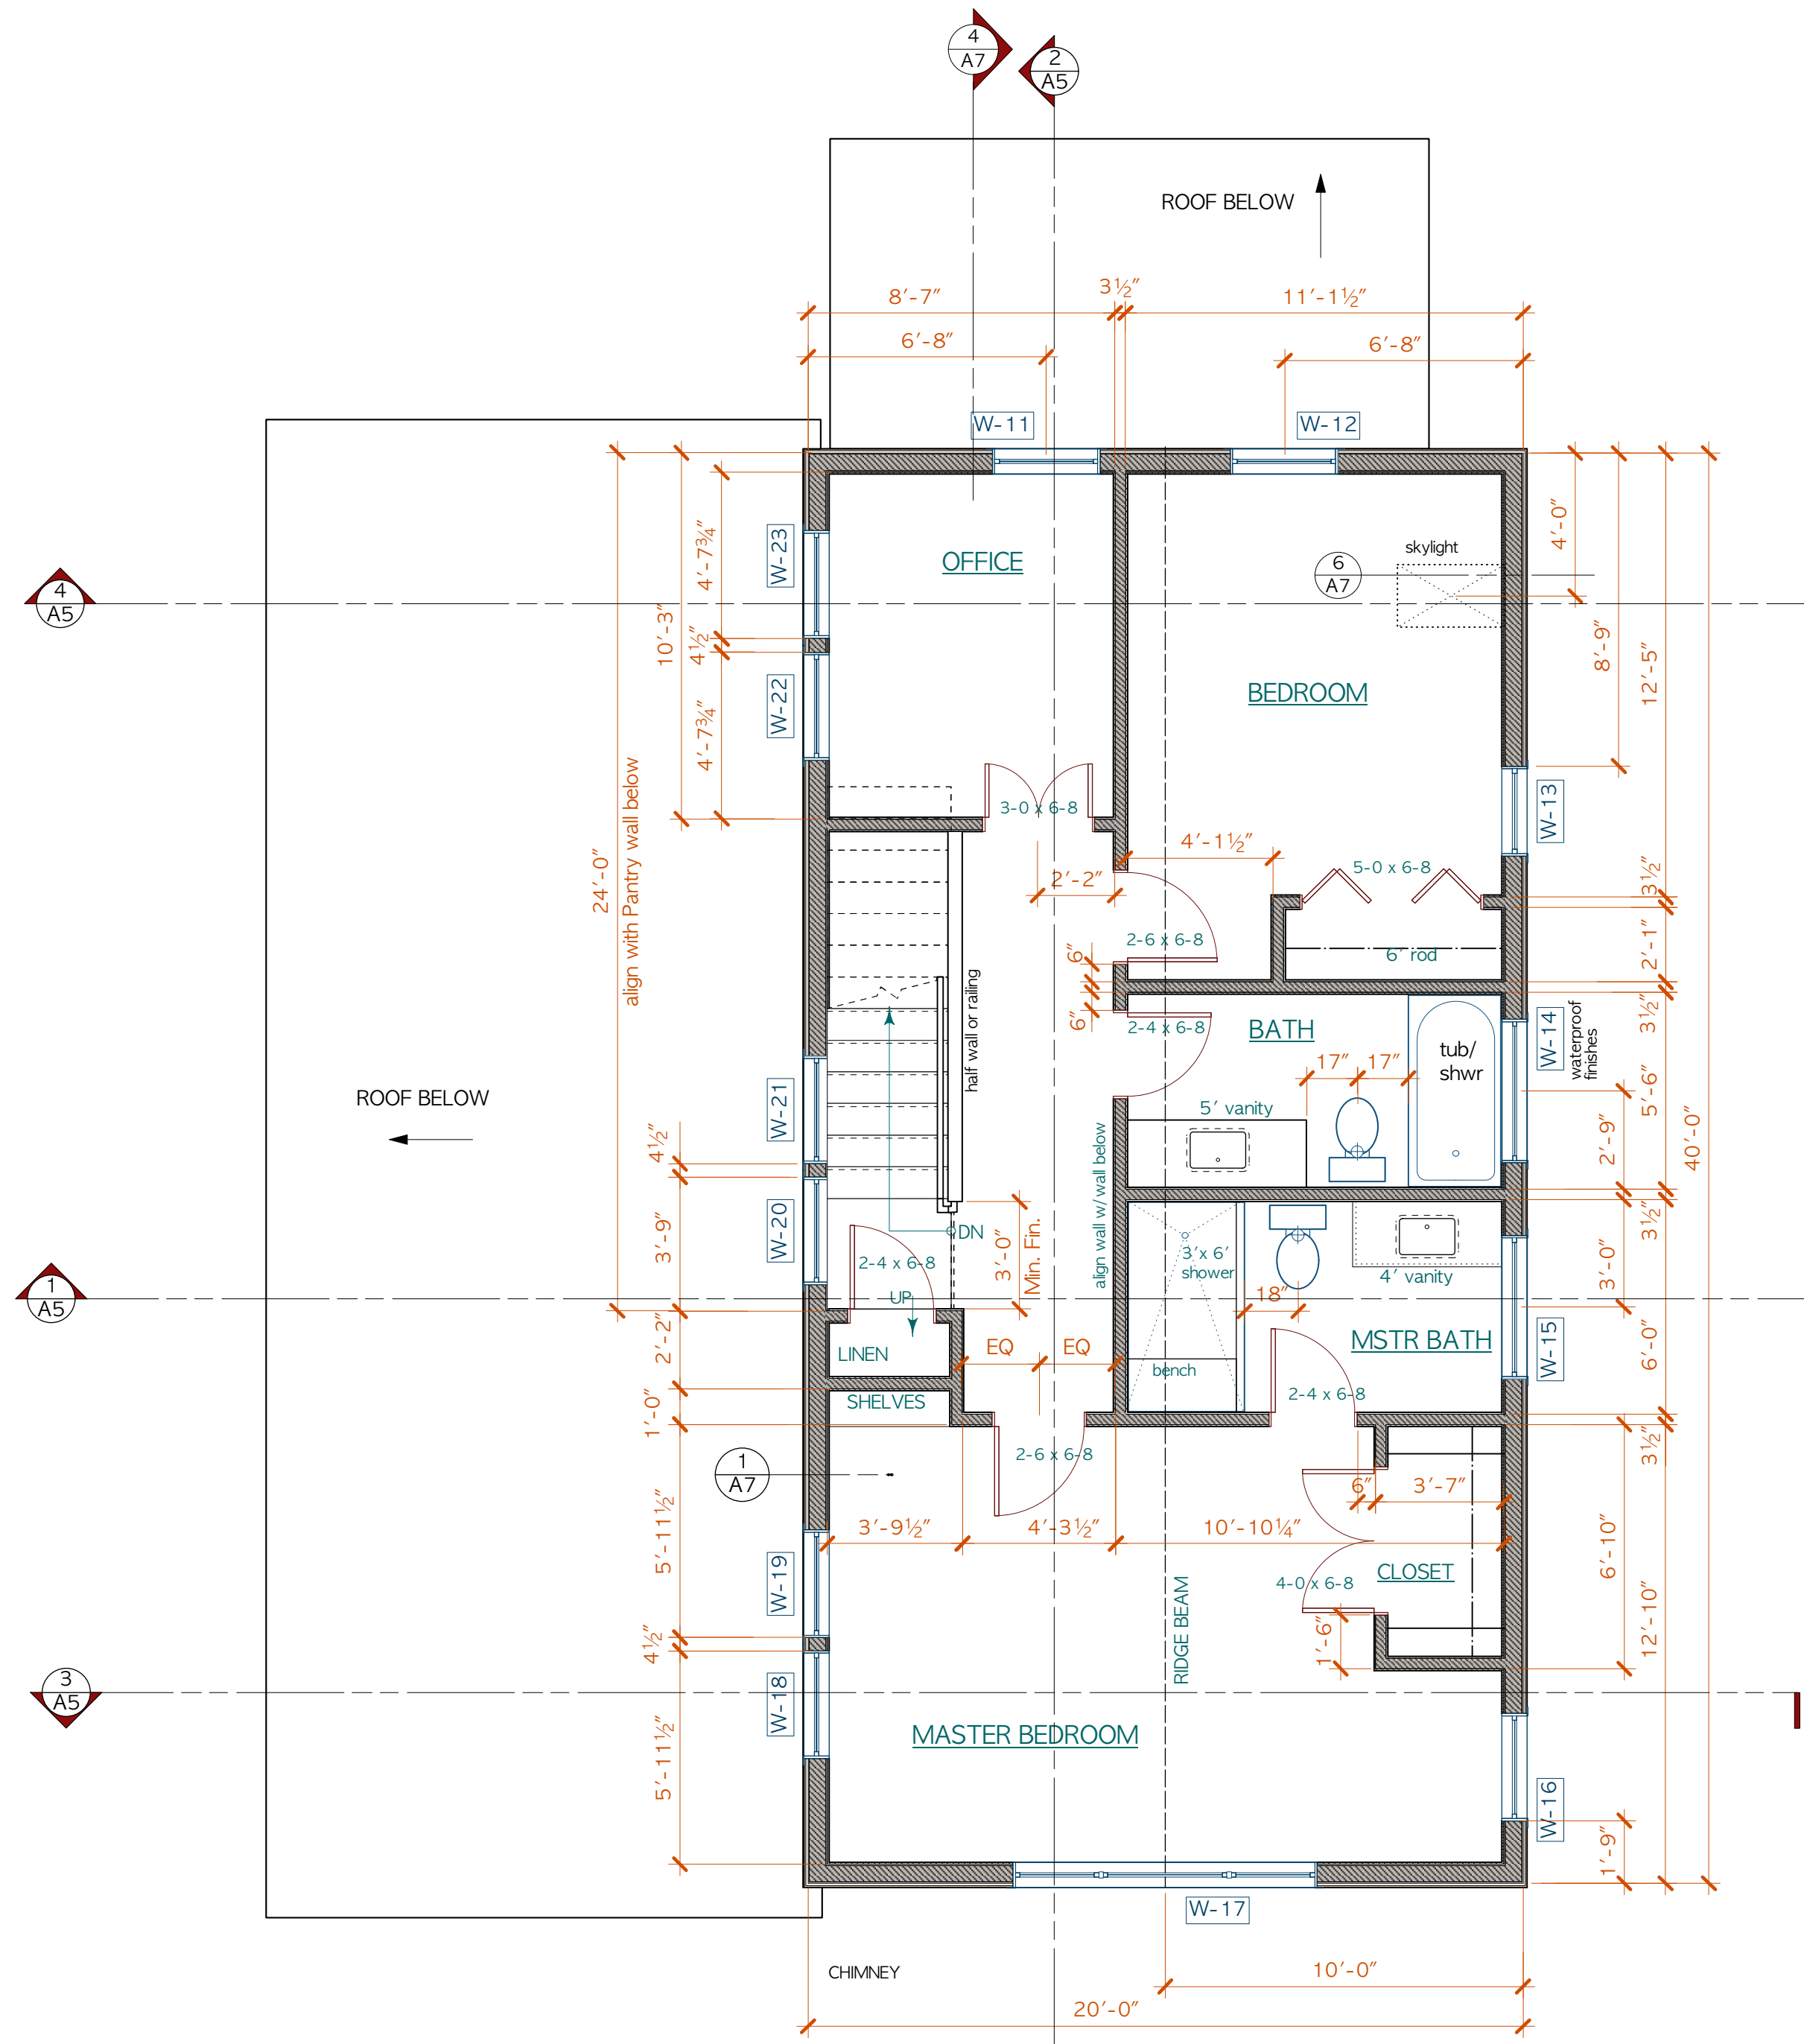 4
A7
2
A5
ROOF BELOW
8'-7"
3½"
11'-1½"
6'-8"
6'-8"
W-11
W-12
W-23
4'-7¾"
OFFICE
skylight
6
A7
4'-0"
4
A5
10'-3"
4½"
8'-9"
12'-5"
W-22
4'-7¾"
BEDROOM
align with Pantry wall below
24'-0"
3-0 x 6-8
W-13
4'-1½"
5-0 x 6-8
2'-2"
3½"
2-6 x 6-8
6"
6' rod
2'-1"
half wall or railing
6"
2-4 x 6-8
BATH
tub/
shwr
W-14
waterproof
finishes
3½"
17"
17"
5'-6"
ROOF BELOW
W-21
5' vanity
40'-0"
4½"
2'-9"
align wall w/ wall below
W-20
3'-9"
DN
3'-0"
Min. Fin.
3' x 6'
shower
4' vanity
3½"
3'-0"
2-4 x 6-8
1
A5
UP
18"
2'-2"
LINEN
EQ
EQ
MSTR BATH
W-15
6'-0"
bench
SHELVES
2-4 x 6-8
1'-0"
2-6 x 6-8
3½"
1
A7
6"
3'-7"
5'-11½"
3'-9½"
4'-3½"
10'-10¼"
6'-10"
W-19
CLOSET
4-0 x 6-8
RIDGE BEAM
12'-10"
4½"
1'-6"
3
A5
W-18
5'-11½"
MASTER BEDROOM
W-16
1'-9"
W-17
CHIMNEY
10'-0"
20'-0"